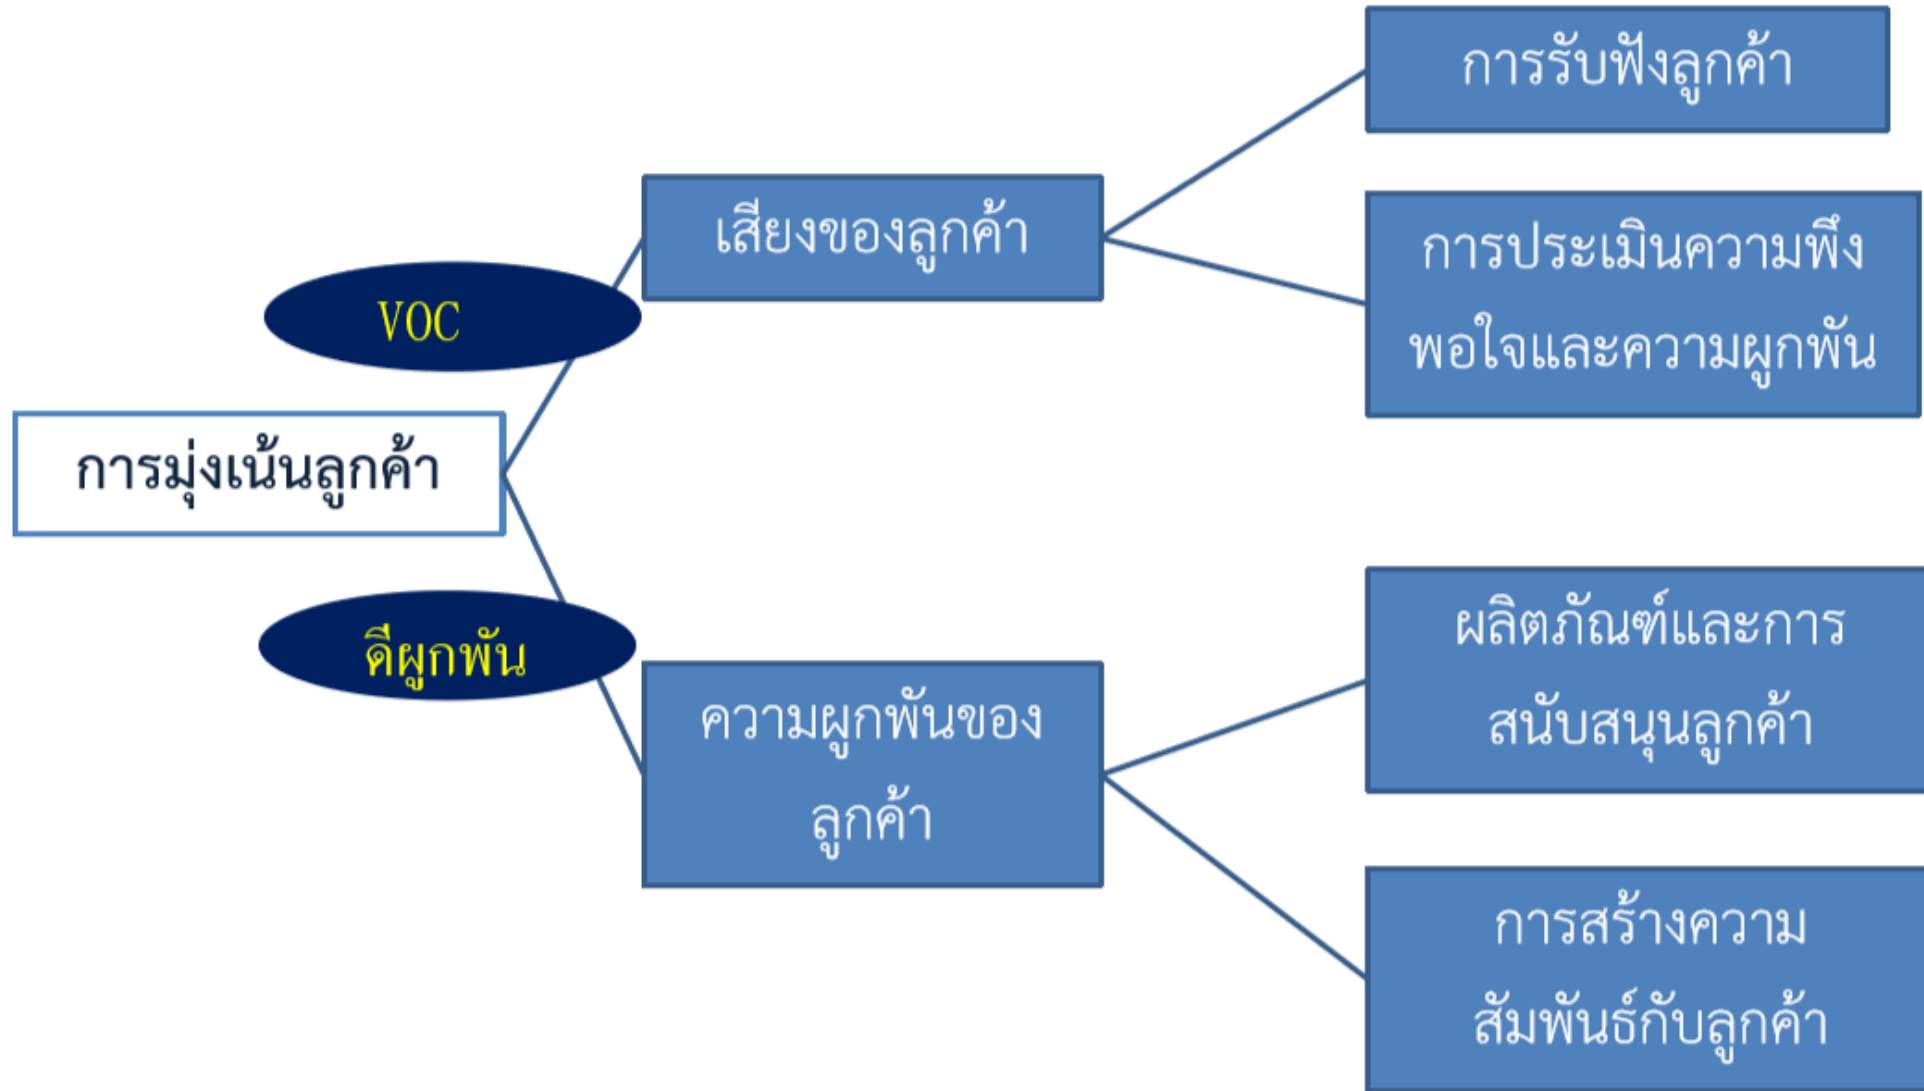 การรับฟังลูกค้า
เสียงของลูกค้า
การประเมินความพึง
พอใจและความผูกพัน
VOC
การมุ่งเน้นลูกค้า
ดีผูกพัน
ความผูกพันของ
ลูกค้า
ผลิตภัณฑ์และการ
สนับสนุนลูกค้า
การสร้างความ
สัมพันธ์กับลูกค้า